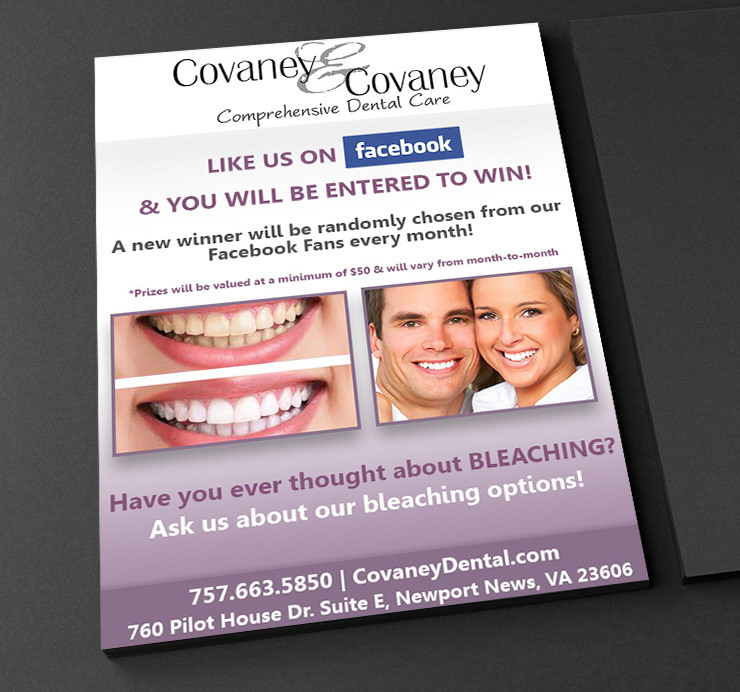 Covaney & Covaney
Comprehensive Dental Care
LIKE US ON facebook
& YOU WILL BE ENTERED TO WIN!
A new winner will be randomly chosen from our
Facebook Fans every month!
*Prizes will be valued at a minimum of $50 & will vary from month-to-month
Have you ever thought about BLEACHING?
Ask us about our bleaching options!
757.663.5850 | CovaneyDental.com
760 Pilot House Dr. Suite E, Newport News, VA 23606